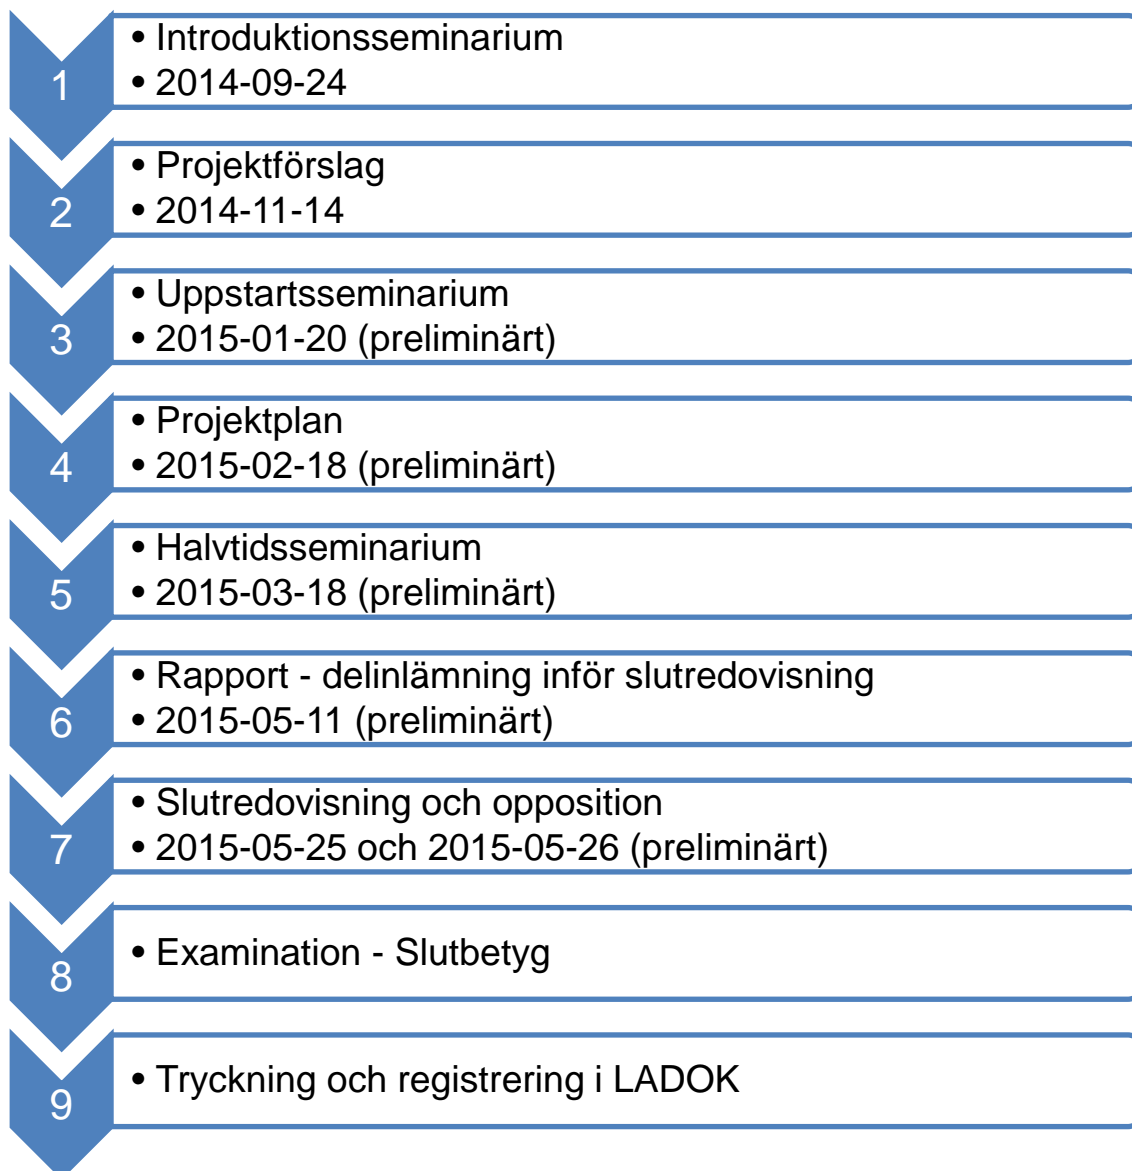 1
• Introduktionsseminarium
• 2014-09-24
2
• Projektförslag
• 2014-11-14
3
• Uppstartsseminarium
• 2015-01-20 (preliminärt)
4
• Projektplan
• 2015-02-18 (preliminärt)
5
• Halvtidsseminarium
• 2015-03-18 (preliminärt)
6
• Rapport - delinlämning inför slutredovisning
• 2015-05-11 (preliminärt)
7
• Slutredovisning och opposition
• 2015-05-25 och 2015-05-26 (preliminärt)
8
• Examination - Slutbetyg
9
• Tryckning och registrering i LADOK